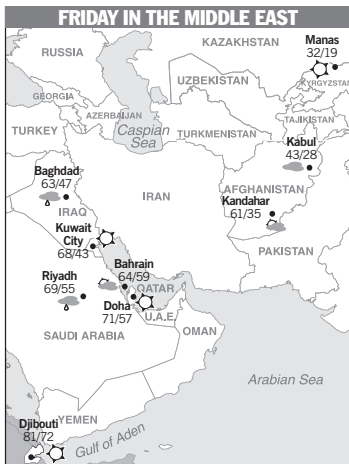 FRIDAY IN THE MIDDLE EAST
KAZAKHSTAN
Manas
32/19
RUSSIA
UZBEKISTAN
KYRGYZSTAN
GEORGIA
AZERBAIJAN
TAJIKISTAN
TURKEY
Caspian
Sea
TURKMENISTAN
Kabul
43/28
Baghdad
63/47
IRAN
AFGHANISTAN
Kandahar
61/35
IRAQ
Kuwait
City
68/43
PAKISTAN
Bahrain
64/59
Riyadh
69/55
QATAR
Doha
71/57
U.A.E.
OMAN
SAUDI ARABIA
Arabian Sea
YEMEN
Djibouti
81/72
Gulf of Aden